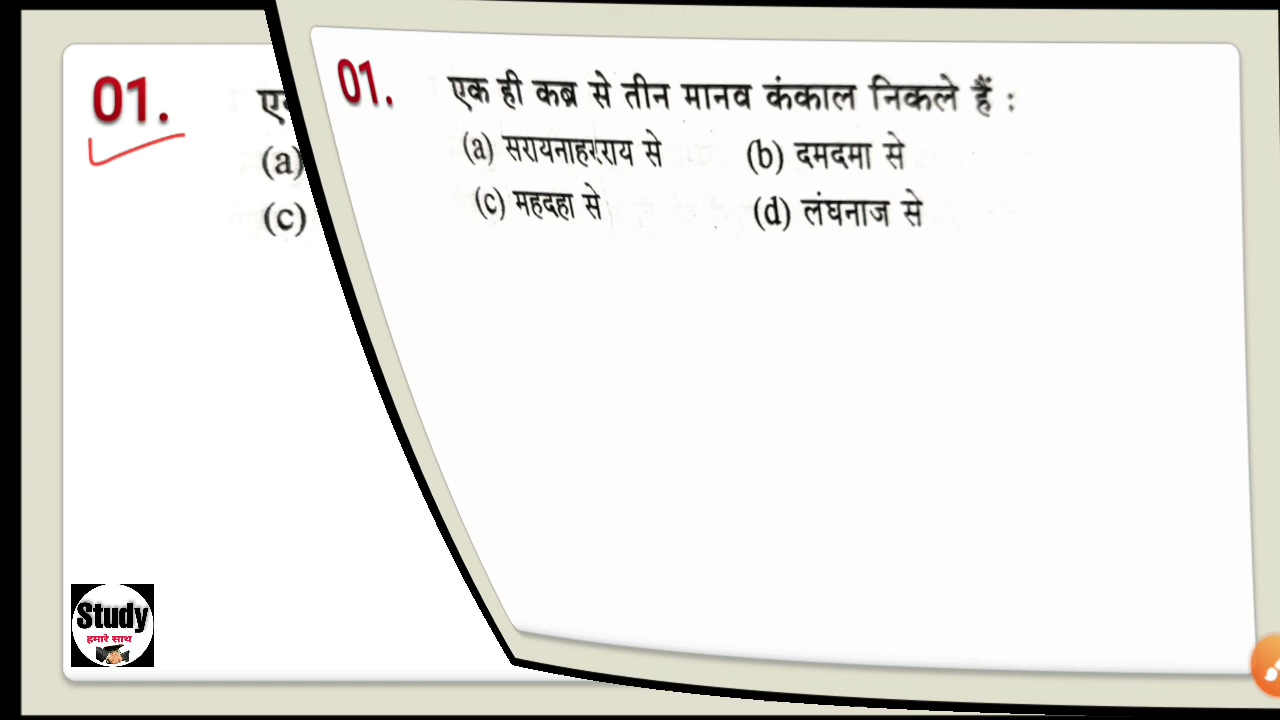 01.
ए
(a)
(c)
01. एक ही कब्र से तीन मानव कंकाल निकले हैं :
(a) सरायनाहरराय से (b) दमदमा से
(c) महदहा से (d) लंघनाज से
Study
हमारे साथ